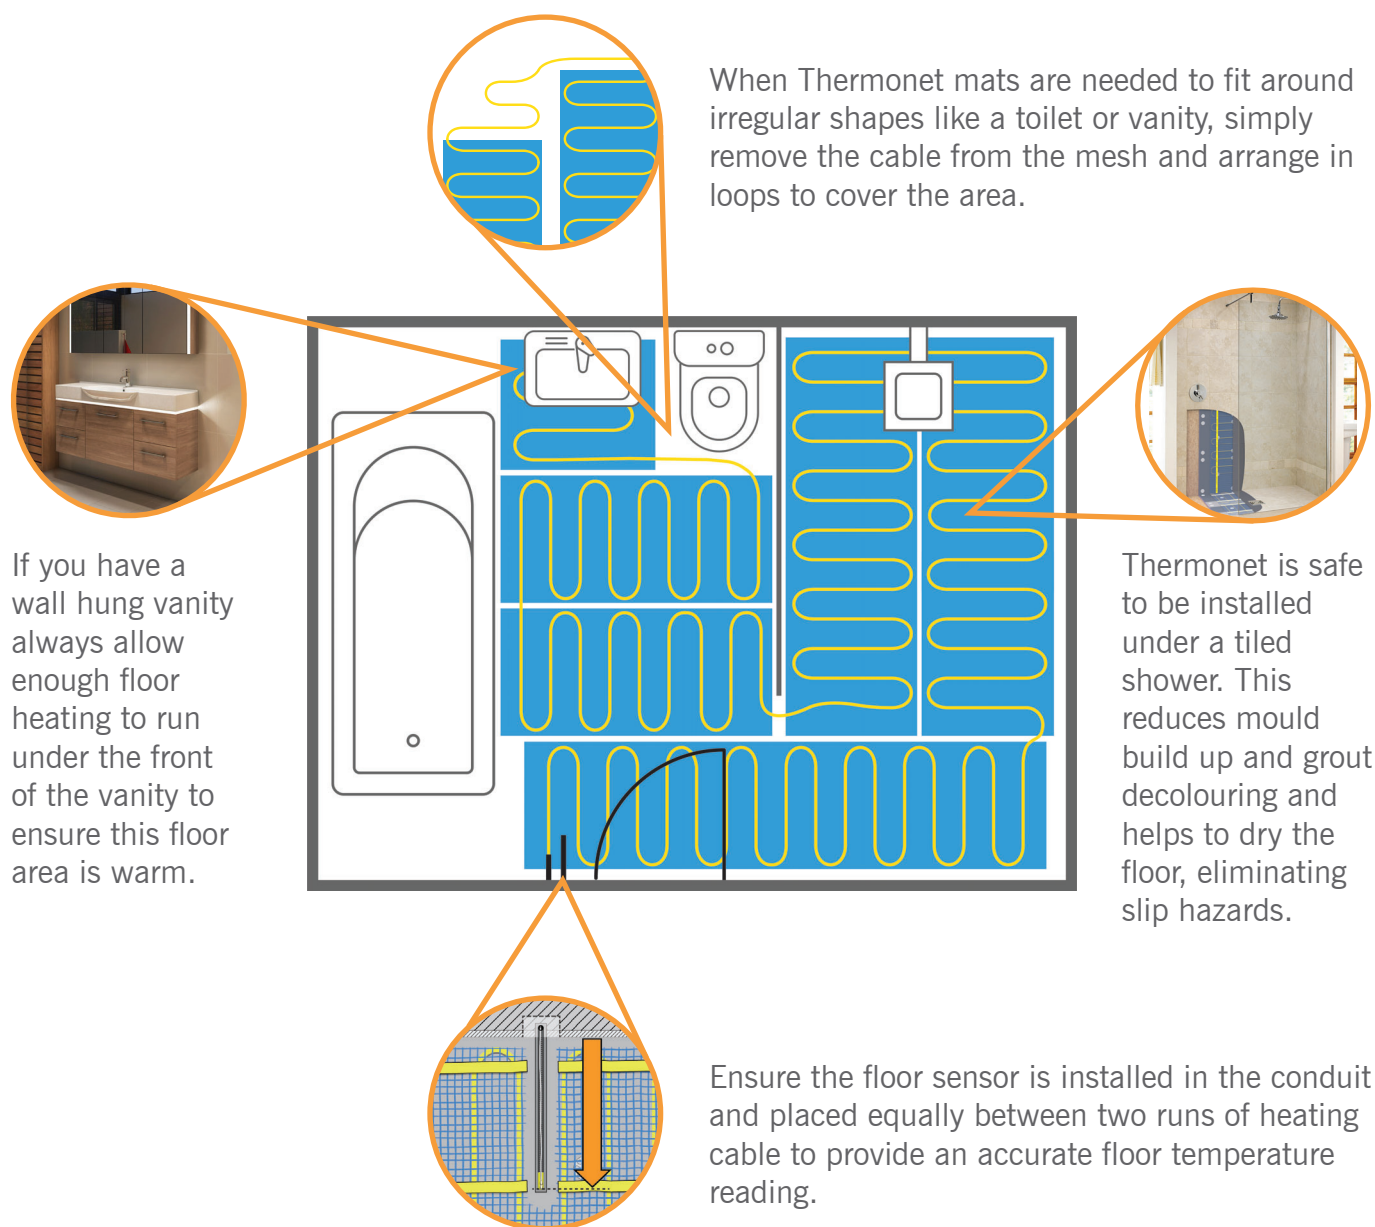 When Thermonet mats are needed to fit around
irregular shapes like a toilet or vanity, simply
remove the cable from the mesh and arrange in
loops to cover the area.
If you have a
wall hung vanity
always allow
enough floor
heating to run
under the front
of the vanity to
ensure this floor
area is warm.
Thermonet is safe
to be installed
under a tiled
shower. This
reduces mould
build up and grout
decolouring and
helps to dry the
floor, eliminating
slip hazards.
Ensure the floor sensor is installed in the conduit
and placed equally between two runs of heating
cable to provide an accurate floor temperature
reading.